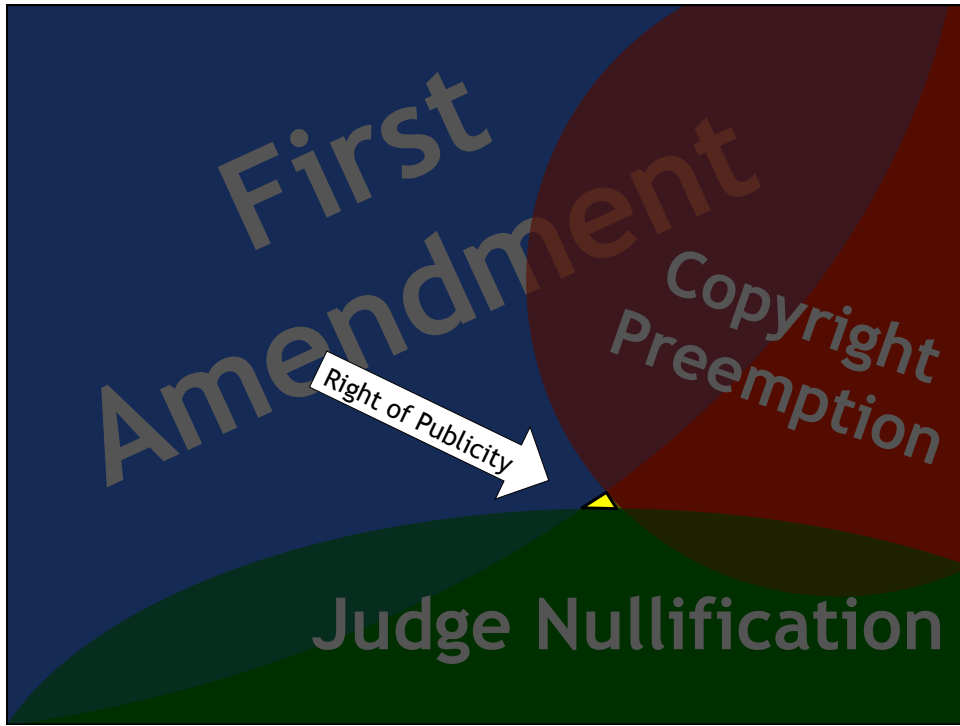 First
Amendment
Copyright
Preemption
Right of Publicity
Judge Nullification